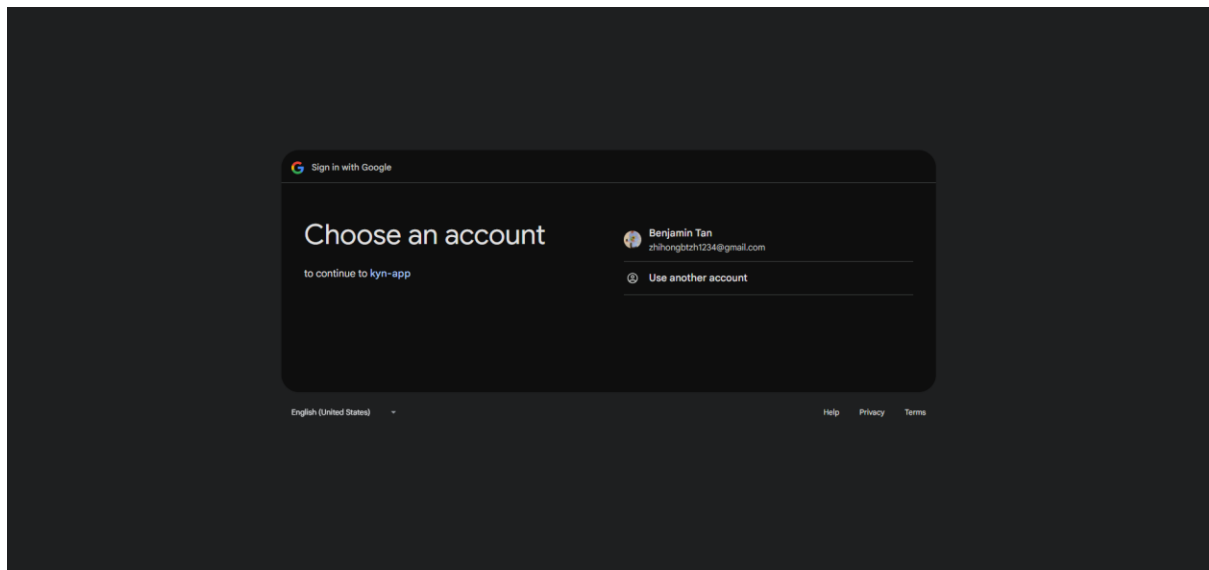 Sign in with Google
Choose an account
to continue to kyn-app
Benjamin Tan
zhihongbtzh1234@gmail.com
Use another account
English (United States)
Help Privacy Terms